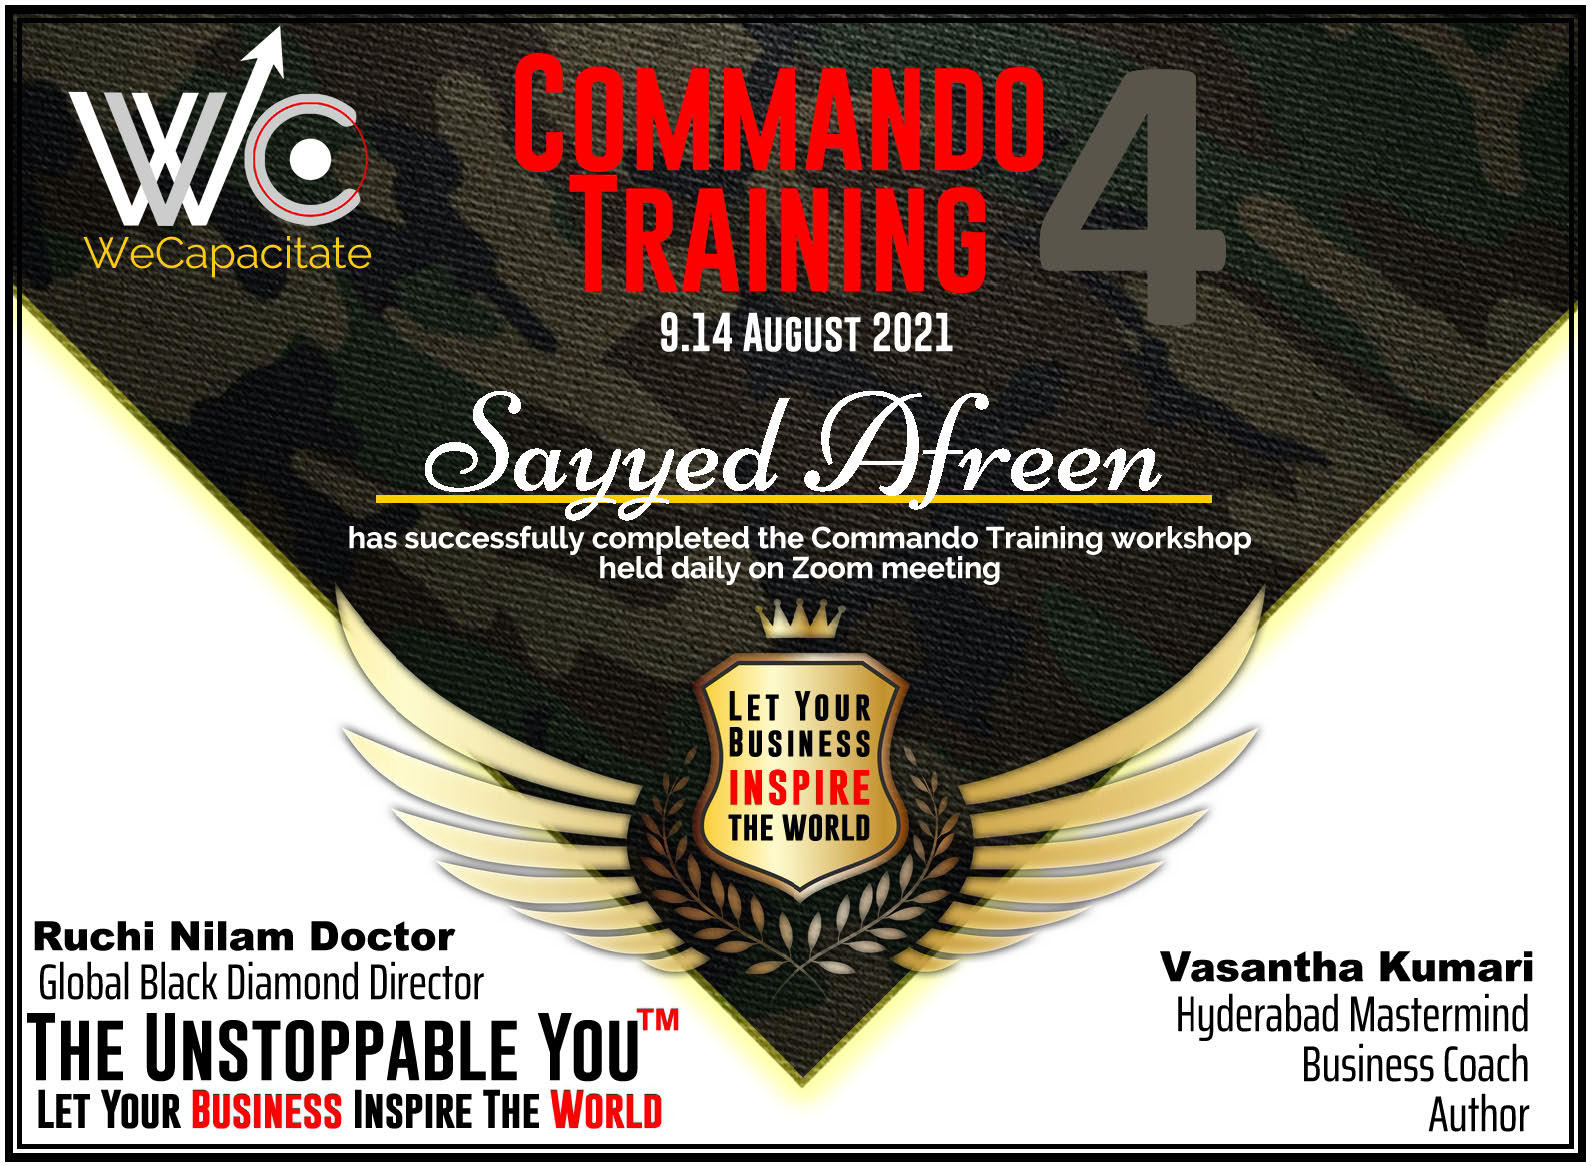 WC
WeCapacitate
COMMANDO
TRAINING
4
9.14 AUGUST 2021
Sayyed Afreen
has successfully completed the Commando Training workshop
held daily on Zoom meeting
LET YOUR
BUSINESS
INSPIRE
THE WORLD
Ruchi Nilam Doctor
Global Black Diamond Director
THE UNSTOPPABLE YOU™
LET YOUR BUSINESS INSPIRE THE WORLD
Vasantha Kumari
Hyderabad Mastermind
Business Coach
Author